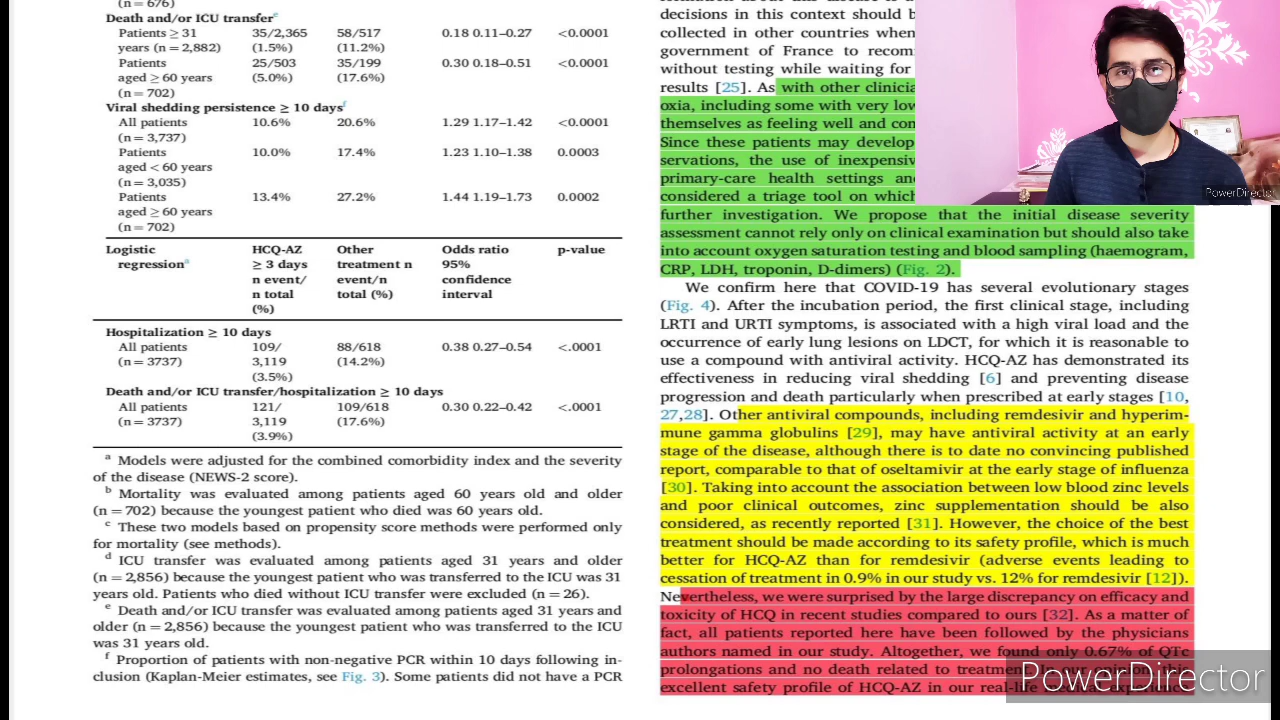 (n = 676)
Death and/or ICU transferᵉ
Patients ≥ 31 35/2,365 58/517 0.18 0.11–0.27 <0.0001
years (n = 2,882) (1.5%) (11.2%)
Patients 25/503 35/199 0.30 0.18–0.51 <0.0001
aged ≥ 60 years (5.0%) (17.6%)
(n = 702)
Viral shedding persistence ≥ 10 daysᶠ
All patients 10.6% 20.6% 1.29 1.17–1.42 <0.0001
(n = 3,737)
Patients 10.0% 17.4% 1.23 1.10–1.38 0.0003
aged < 60 years
(n = 3,035)
Patients 13.4% 27.2% 1.44 1.19–1.73 0.0002
aged ≥ 60 years
(n = 702)
Logistic HCQ-AZ Other Odds ratio p-value
regressionᵃ ≥ 3 days treatment n 95%
n event/ event/n confidence
n total total (%) interval
(%)
Hospitalization ≥ 10 days
All patients 109/ 88/618 0.38 0.27–0.54 <.0001
(n = 3737) 3,119 (14.2%)
(3.5%)
Death and/or ICU transfer/hospitalization ≥ 10 days
All patients 121/ 109/618 0.30 0.22–0.42 <.0001
(n = 3737) 3,119 (17.6%)
(3.9%)
ᵃ Models were adjusted for the combined comorbidity index and the severity
of the disease (NEWS-2 score).
ᵇ Mortality was evaluated among patients aged 60 years old and older
(n = 702) because the youngest patient who died was 60 years old.
ᶜ These two models based on propensity score methods were performed only
for mortality (see methods).
ᵈ ICU transfer was evaluated among patients aged 31 years and older
(n = 2,856) because the youngest patient who was transferred to the ICU was 31
years old. Patients who died without ICU transfer were excluded (n = 26).
ᵉ Death and/or ICU transfer was evaluated among patients aged 31 years and
older (n = 2,856) because the youngest patient who was transferred to the ICU
was 31 years old.
ᶠ Proportion of patients with non-negative PCR within 10 days following in-
clusion (Kaplan-Meier estimates, see Fig. 3). Some patients did not have a PCR
decisions in this context should b
collected in other countries when
government of France to recom
without testing while waiting for
results [25]. As with other clinicia
oxia, including some with very low
themselves as feeling well and con
Since these patients may develop
servations, the use of inexpensiv
primary-care health settings and
considered a triage tool on which
further investigation. We propose that the initial disease severity
assessment cannot rely only on clinical examination but should also take
into account oxygen saturation testing and blood sampling (haemogram,
CRP, LDH, troponin, D-dimers) (Fig. 2).
We confirm here that COVID-19 has several evolutionary stages
(Fig. 4). After the incubation period, the first clinical stage, including
LRTI and URTI symptoms, is associated with a high viral load and the
occurrence of early lung lesions on LDCT, for which it is reasonable to
use a compound with antiviral activity. HCQ-AZ has demonstrated its
effectiveness in reducing viral shedding [6] and preventing disease
progression and death particularly when prescribed at early stages [10,
27,28]. Other antiviral compounds, including remdesivir and hyperim-
mune gamma globulins [29], may have antiviral activity at an early
stage of the disease, although there is to date no convincing published
report, comparable to that of oseltamivir at the early stage of influenza
[30]. Taking into account the association between low blood zinc levels
and poor clinical outcomes, zinc supplementation should be also
considered, as recently reported [31]. However, the choice of the best
treatment should be made according to its safety profile, which is much
better for HCQ-AZ than for remdesivir (adverse events leading to
cessation of treatment in 0.9% in our study vs. 12% for remdesivir [12]).
Nevertheless, we were surprised by the large discrepancy on efficacy and
toxicity of HCQ in recent studies compared to ours [32]. As a matter of
fact, all patients reported here have been followed by the physicians
authors named in our study. Altogether, we found only 0.67% of QTc
prolongations and no death related to treatment. In our opinion, this
excellent safety profile of HCQ-AZ in our real-life medical experience
PowerDirector
PowerDirector